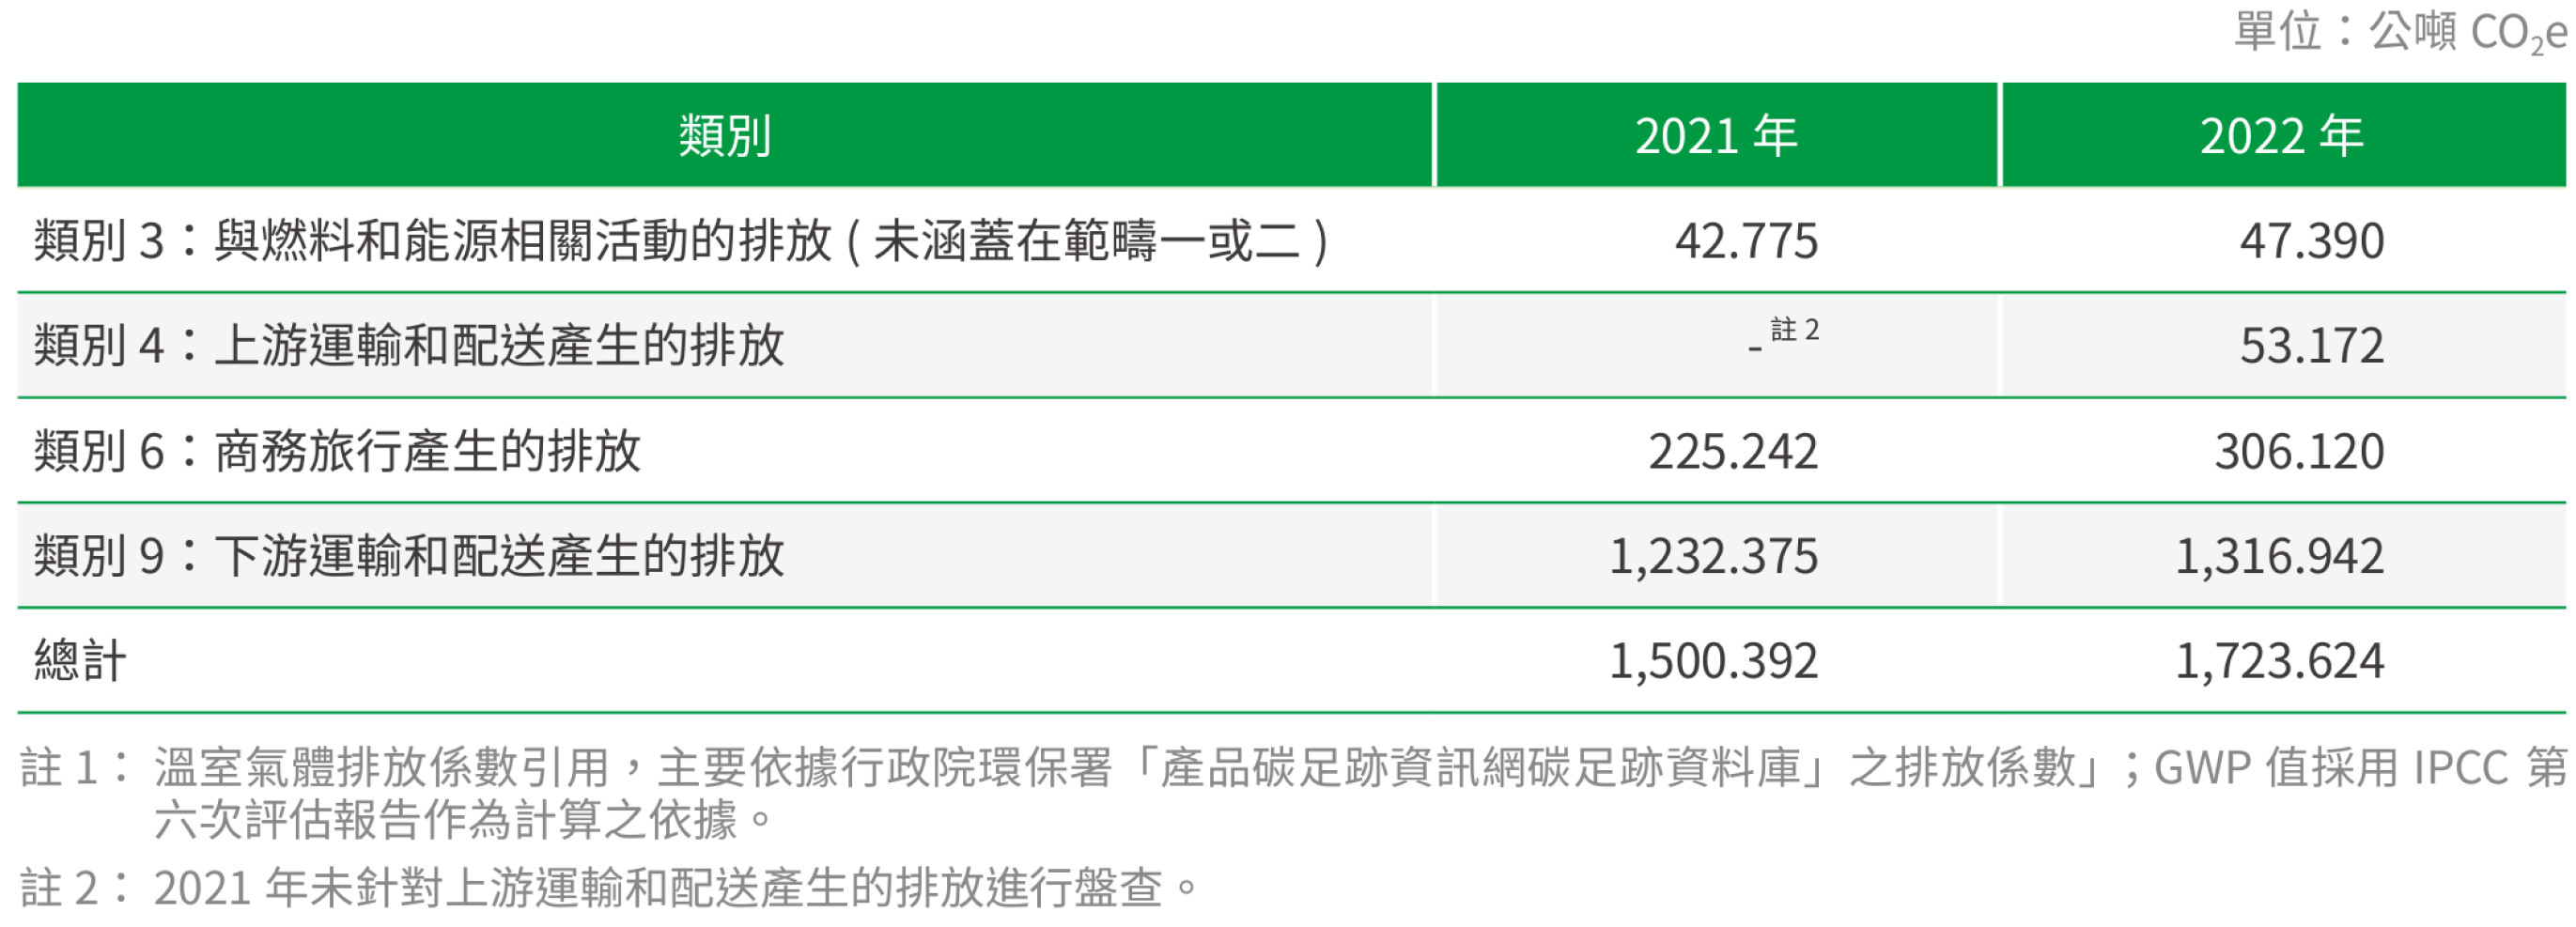 單位：公噸 CO₂e
類別 2021 年 2022 年
類別 3：與燃料和能源相關活動的排放 ( 未涵蓋在範疇一或二 ) 42.775 47.390
類別 4：上游運輸和配送產生的排放 - 註 2 53.172
類別 6：商務旅行產生的排放 225.242 306.120
類別 9：下游運輸和配送產生的排放 1,232.375 1,316.942
總計 1,500.392 1,723.624
註 1： 溫室氣體排放係數引用，主要依據行政院環保署「產品碳足跡資訊網碳足跡資料庫」之排放係數」；GWP 值採用 IPCC 第
六次評估報告作為計算之依據。
註 2： 2021 年未針對上游運輸和配送產生的排放進行盤查。